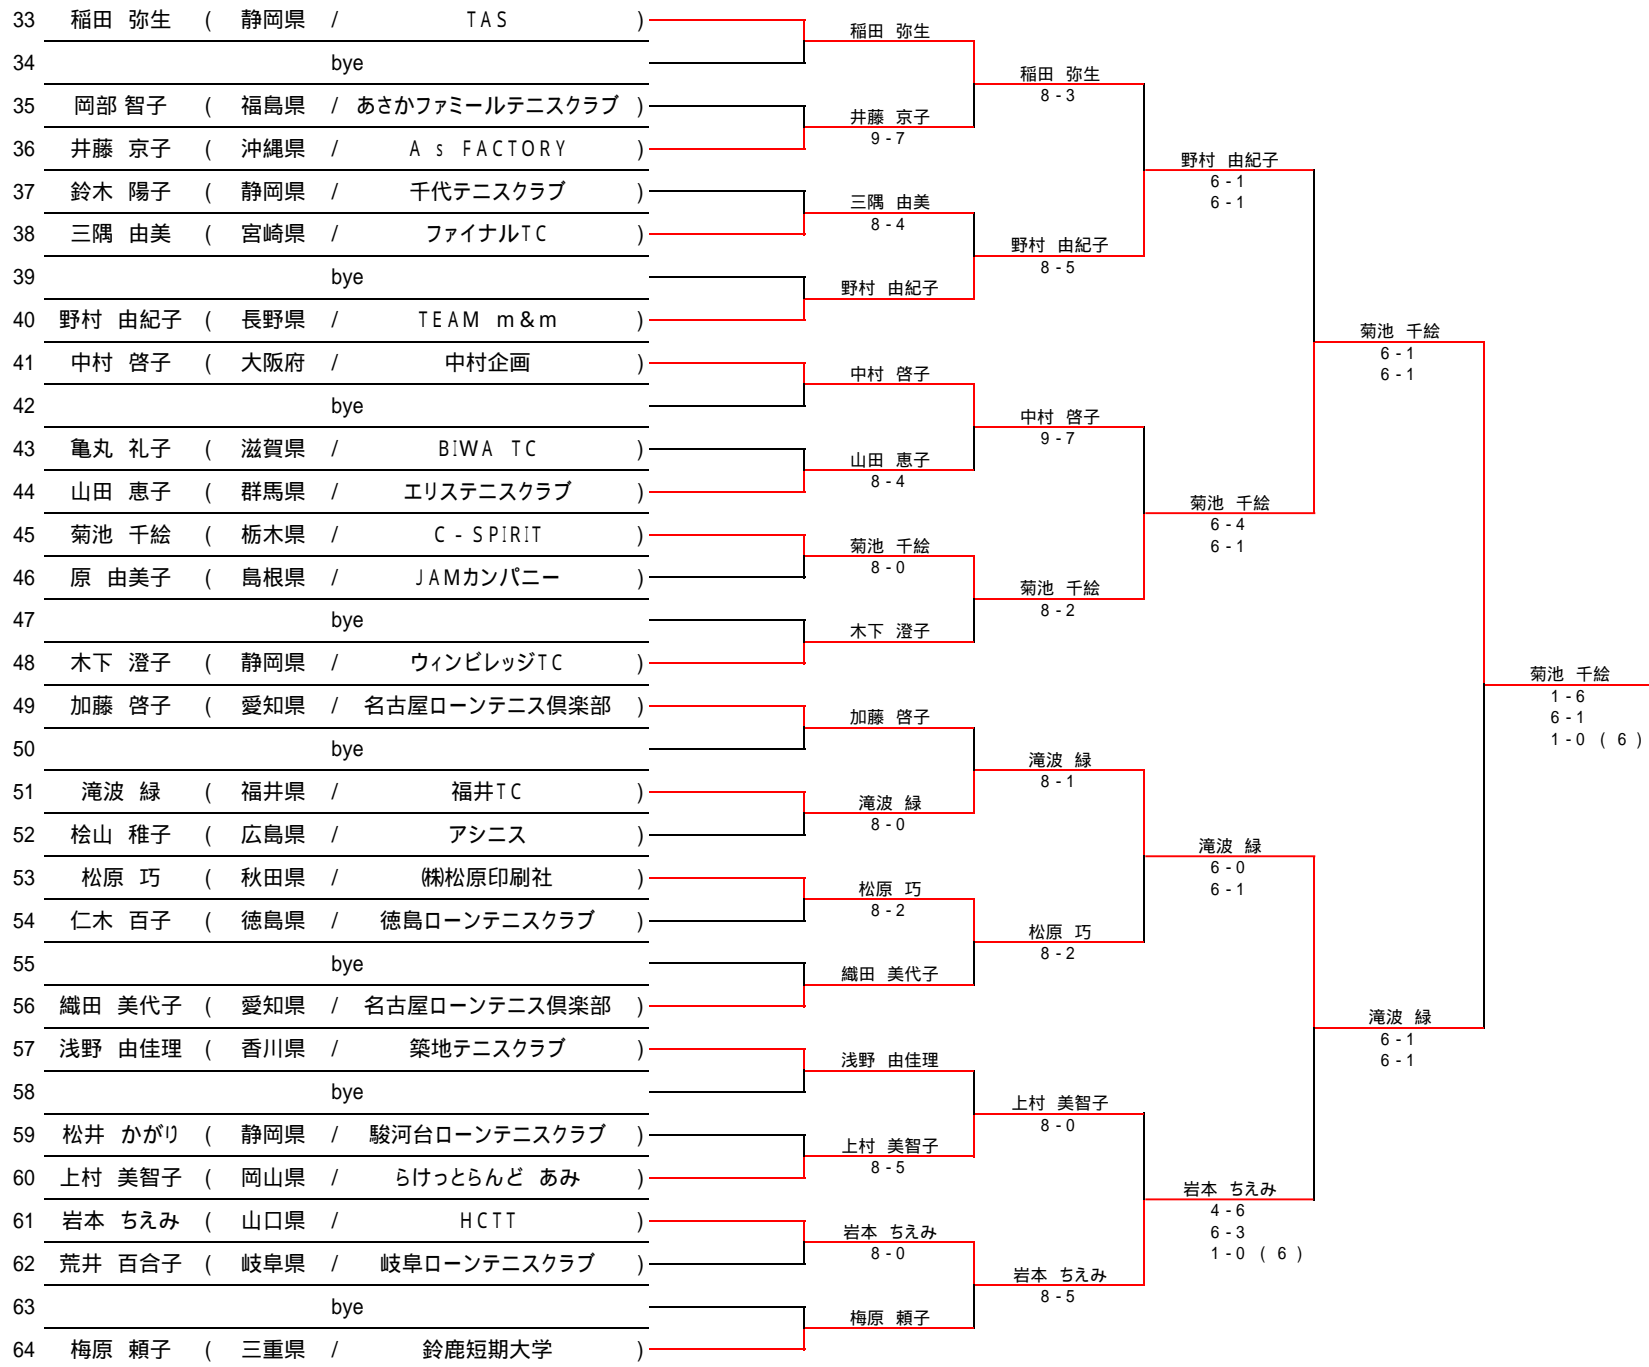 33 稲田 弥生 ( 静岡県 / TAS )
34 bye
35 岡部 智子 ( 福島県 / あさかファミールテニスクラブ )
36 井藤 京子 ( 沖縄県 / A s FACTORY )
37 鈴木 陽子 ( 静岡県 / 千代テニスクラブ )
38 三隅 由美 ( 宮崎県 / ファイナルTC )
39 bye
40 野村 由紀子 ( 長野県 / TEAM m&m )
41 中村 啓子 ( 大阪府 / 中村企画 )
42 bye
43 亀丸 礼子 ( 滋賀県 / BIWA TC )
44 山田 恵子 ( 群馬県 / エリステニスクラブ )
45 菊池 千絵 ( 栃木県 / C-SPIRIT )
46 原 由美子 ( 島根県 / JAMカンパニー )
47 bye
48 木下 澄子 ( 静岡県 / ウィンビレッジTC )
49 加藤 啓子 ( 愛知県 / 名古屋ローンテニス倶楽部 )
50 bye
51 滝波 緑 ( 福井県 / 福井TC )
52 桧山 稚子 ( 広島県 / アシニス )
53 松原 巧 ( 秋田県 / ㈱松原印刷社 )
54 仁木 百子 ( 徳島県 / 徳島ローンテニスクラブ )
55 bye
56 織田 美代子 ( 愛知県 / 名古屋ローンテニス倶楽部 )
57 浅野 由佳理 ( 香川県 / 築地テニスクラブ )
58 bye
59 松井 かがり ( 静岡県 / 駿河台ローンテニスクラブ )
60 上村 美智子 ( 岡山県 / らけっとらんど あみ )
61 岩本 ちえみ ( 山口県 / HCTT )
62 荒井 百合子 ( 岐阜県 / 岐阜ローンテニスクラブ )
63 bye
64 梅原 頼子 ( 三重県 / 鈴鹿短期大学 )
稲田 弥生
井藤 京子
9-7
三隅 由美
8-4
野村 由紀子
中村 啓子
山田 恵子
8-4
菊池 千絵
8-0
木下 澄子
加藤 啓子
滝波 緑
8-0
松原 巧
8-2
織田 美代子
浅野 由佳理
上村 美智子
8-5
岩本 ちえみ
8-0
梅原 頼子
稲田 弥生
8-3
野村 由紀子
8-5
中村 啓子
9-7
菊池 千絵
8-2
滝波 緑
8-1
松原 巧
8-2
上村 美智子
8-0
岩本 ちえみ
8-5
野村 由紀子
6-1
6-1
菊池 千絵
6-4
6-1
滝波 緑
6-0
6-1
岩本 ちえみ
4-6
6-3
1-0 ( 6 )
菊池 千絵
6-1
6-1
滝波 緑
6-1
6-1
菊池 千絵
1-6
6-1
1-0 ( 6 )